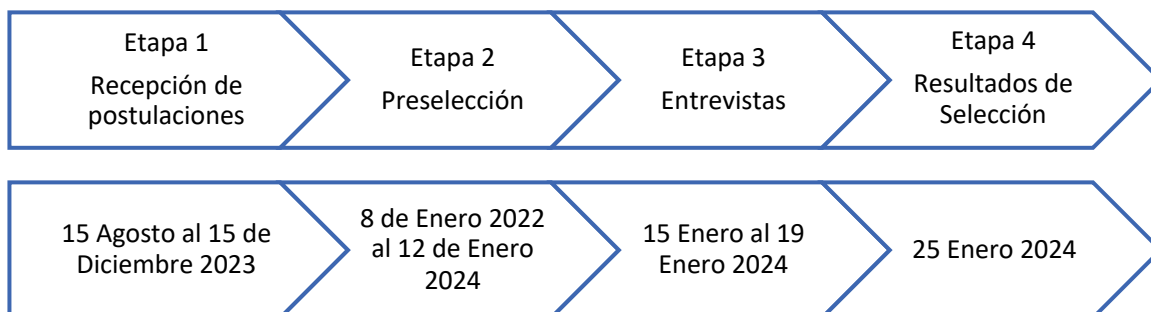 Etapa 1
Recepción de
postulaciones
Etapa 2
Preselección
Etapa 3
Entrevistas
Etapa 4
Resultados de
Selección
15 Agosto al 15 de
Diciembre 2023
8 de Enero 2022
al 12 de Enero
2024
15 Enero al 19
Enero 2024
25 Enero 2024